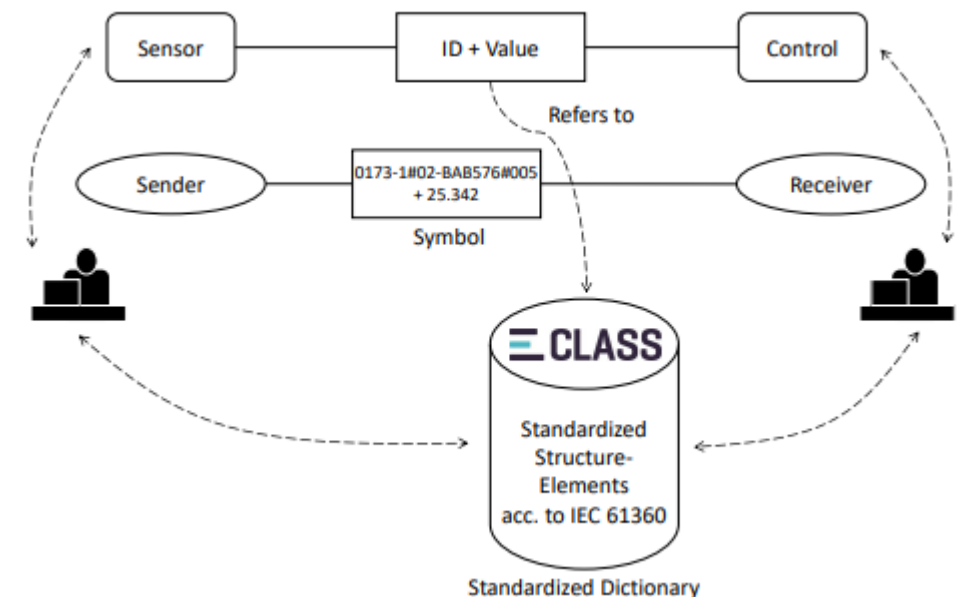 Sensor
ID + Value
Control
Refers to
Sender
0173-1#02-BAB576#005
+ 25.342
Receiver
Symbol
ECLASS
Standardized
Structure-
Elements
acc. to IEC 61360
Standardized Dictionary